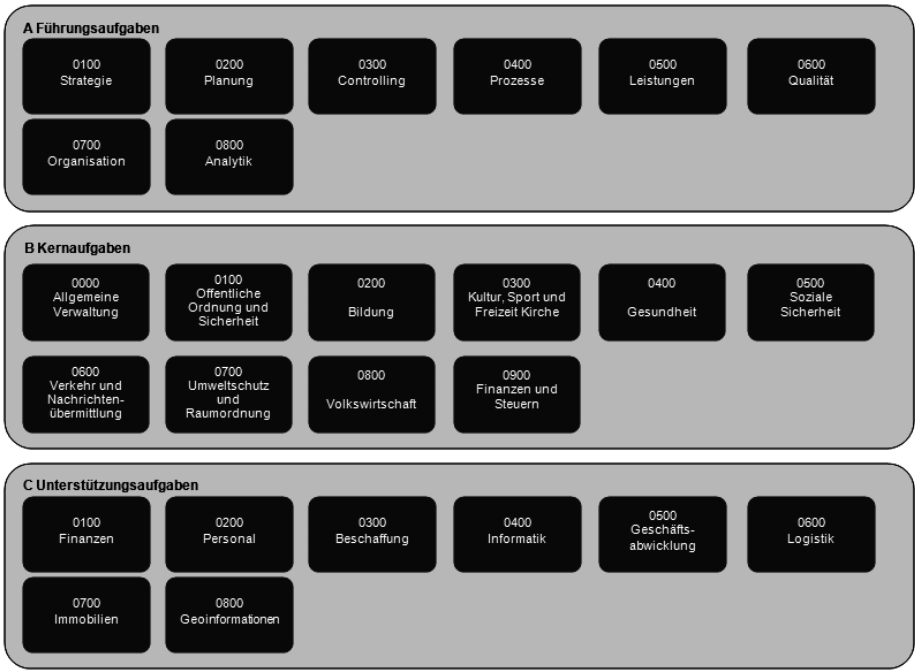 A Führungsaufgaben
0100
Strategie
0200
Planung
0300
Controlling
0400
Prozesse
0500
Leistungen
0600
Qualität
0700
Organisation
0800
Analytik
B Kernaufgaben
0000
Allgemeine
Verwaltung
0100
Offentliche
Ordnung und
Sicherheit
0200
Bildung
0300
Kultur, Sport und
Freizeit Kirche
0400
Gesundheit
0500
Soziale
Sicherheit
0600
Verkehr und
Nachrichten-
übermittlung
0700
Umweltschutz
und
Raumordnung
0800
Volkswirtschaft
0900
Finanzen und
Steuern
C Unterstützungsaufgaben
0100
Finanzen
0200
Personal
0300
Beschaffung
0400
Informatik
0500
Geschäfts-
abwicklung
0600
Logistik
0700
Immobilien
0800
Geoinformationen